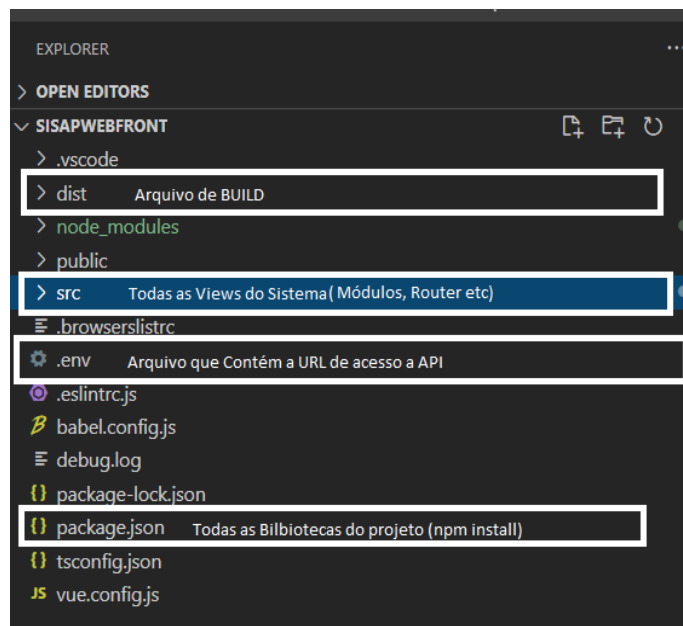 EXPLORER
OPEN EDITORS
SISAPWEBFRONT
.vscode
dist Arquivo de BUILD
node_modules
public
src Todas as Views do Sistema( Módulos, Router etc)
.browserslistrc
.env Arquivo que Contém a URL de acesso a API
.eslintrc.js
babel.config.js
debug.log
{} package-lock.json
{} package.json Todas as Bilbiotecas do projeto (npm install)
{} tsconfig.json
JS vue.config.js